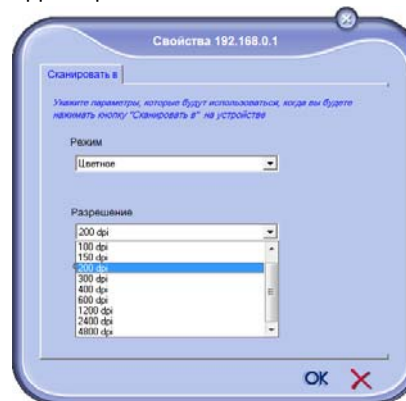 Свойства 192.168.0.1
Сканировать в
Укажите параметры, которые будут использоваться, когда вы будете
нажимать кнопку "Сканировать в" на устройстве
Режим
Цветное
Разрешение
200 dpi
100 dpi
150 dpi
200 dpi
300 dpi
400 dpi
600 dpi
1200 dpi
2400 dpi
4800 dpi
OK